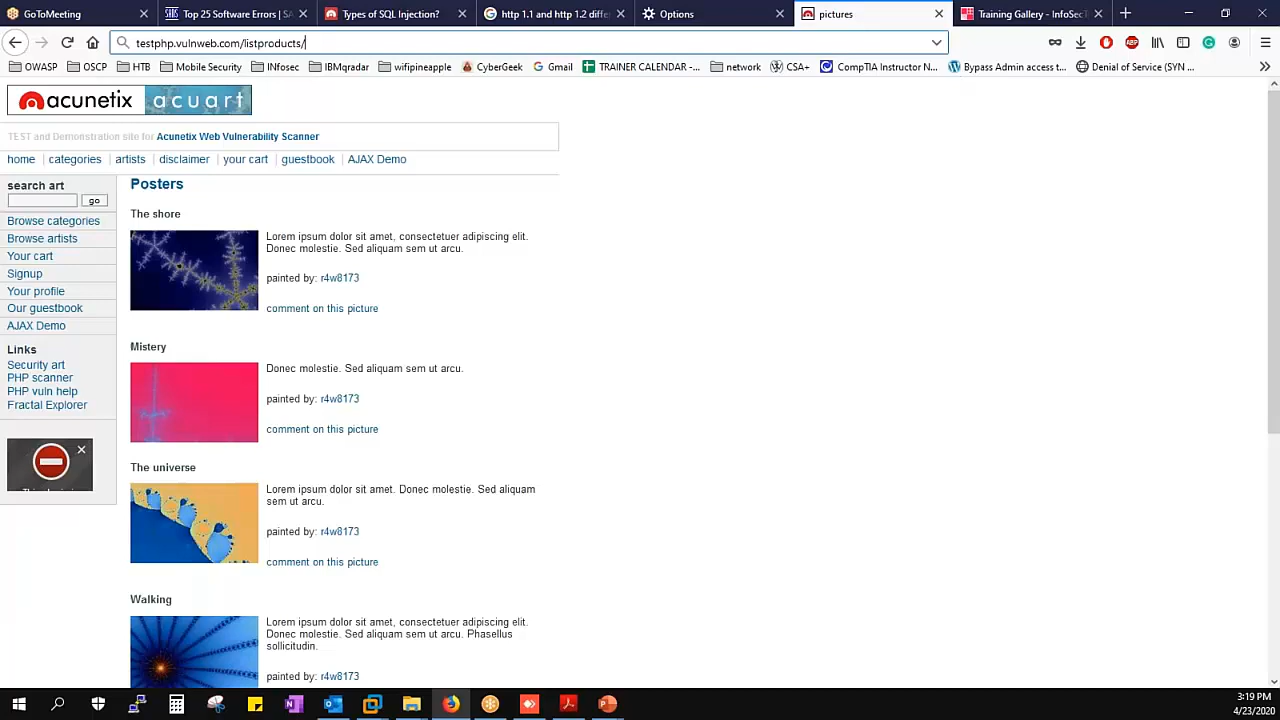 GoToMeeting
Top 25 Software Errors | SA
Types of SQL Injection?
http 1.1 and http 1.2 diffe
Options
pictures
Training Gallery - InfoSecT
testphp.vulnweb.com/listproducts/
OWASP
OSCP
HTB
Mobile Security
INfosec
IBMqradar
wifipineapple
CyberGeek
Gmail
TRAINER CALENDAR -...
network
CSA+
CompTIA Instructor N...
Bypass Admin access t...
Denial of Service (SYN ...
acunetix acuart
TEST and Demonstration site for Acunetix Web Vulnerability Scanner
home | categories | artists | disclaimer | your cart | guestbook | AJAX Demo
search art
go
Browse categories
Browse artists
Your cart
Signup
Your profile
Our guestbook
AJAX Demo
Links
Security art
PHP scanner
PHP vuln help
Fractal Explorer
Posters
The shore
Lorem ipsum dolor sit amet, consectetuer adipiscing elit.
Donec molestie. Sed aliquam sem ut arcu.
painted by: r4w8173
comment on this picture
Mistery
Donec molestie. Sed aliquam sem ut arcu.
painted by: r4w8173
comment on this picture
The universe
Lorem ipsum dolor sit amet. Donec molestie. Sed aliquam
sem ut arcu.
painted by: r4w8173
comment on this picture
Walking
Lorem ipsum dolor sit amet, consectetuer adipiscing elit.
Donec molestie. Sed aliquam sem ut arcu. Phasellus
sollicitudin.
painted by: r4w8173
3:19 PM
4/23/2020